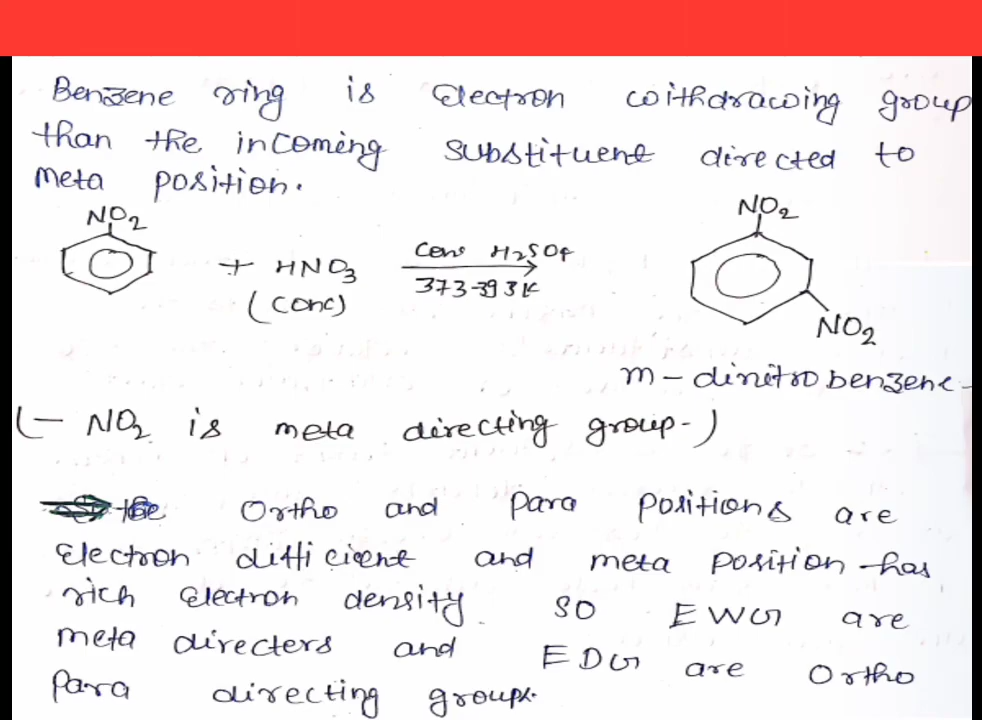 Benzene ring is electron withdrawing group
than the incoming substituent directed to
meta position.
NO2
NO2
+ HNO3
(conc)
Conc H2SO4
373-393K
NO2
m-dinitrobenzene-
(- NO2 is meta directing group-)
the Ortho and para positions are
electron difficient and meta position has
rich electron density. so EWG are
meta directers and EDG are Ortho
para directing groups.